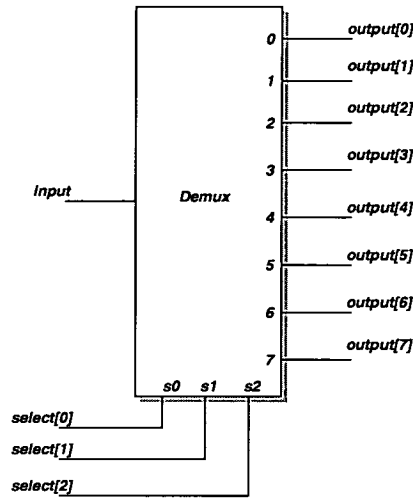 0 output[0]
1 output[1]
2 output[2]
3 output[3]
Input
Demux
4 output[4]
5 output[5]
6 output[6]
7 output[7]
s0 s1 s2
select[0]
select[1]
select[2]